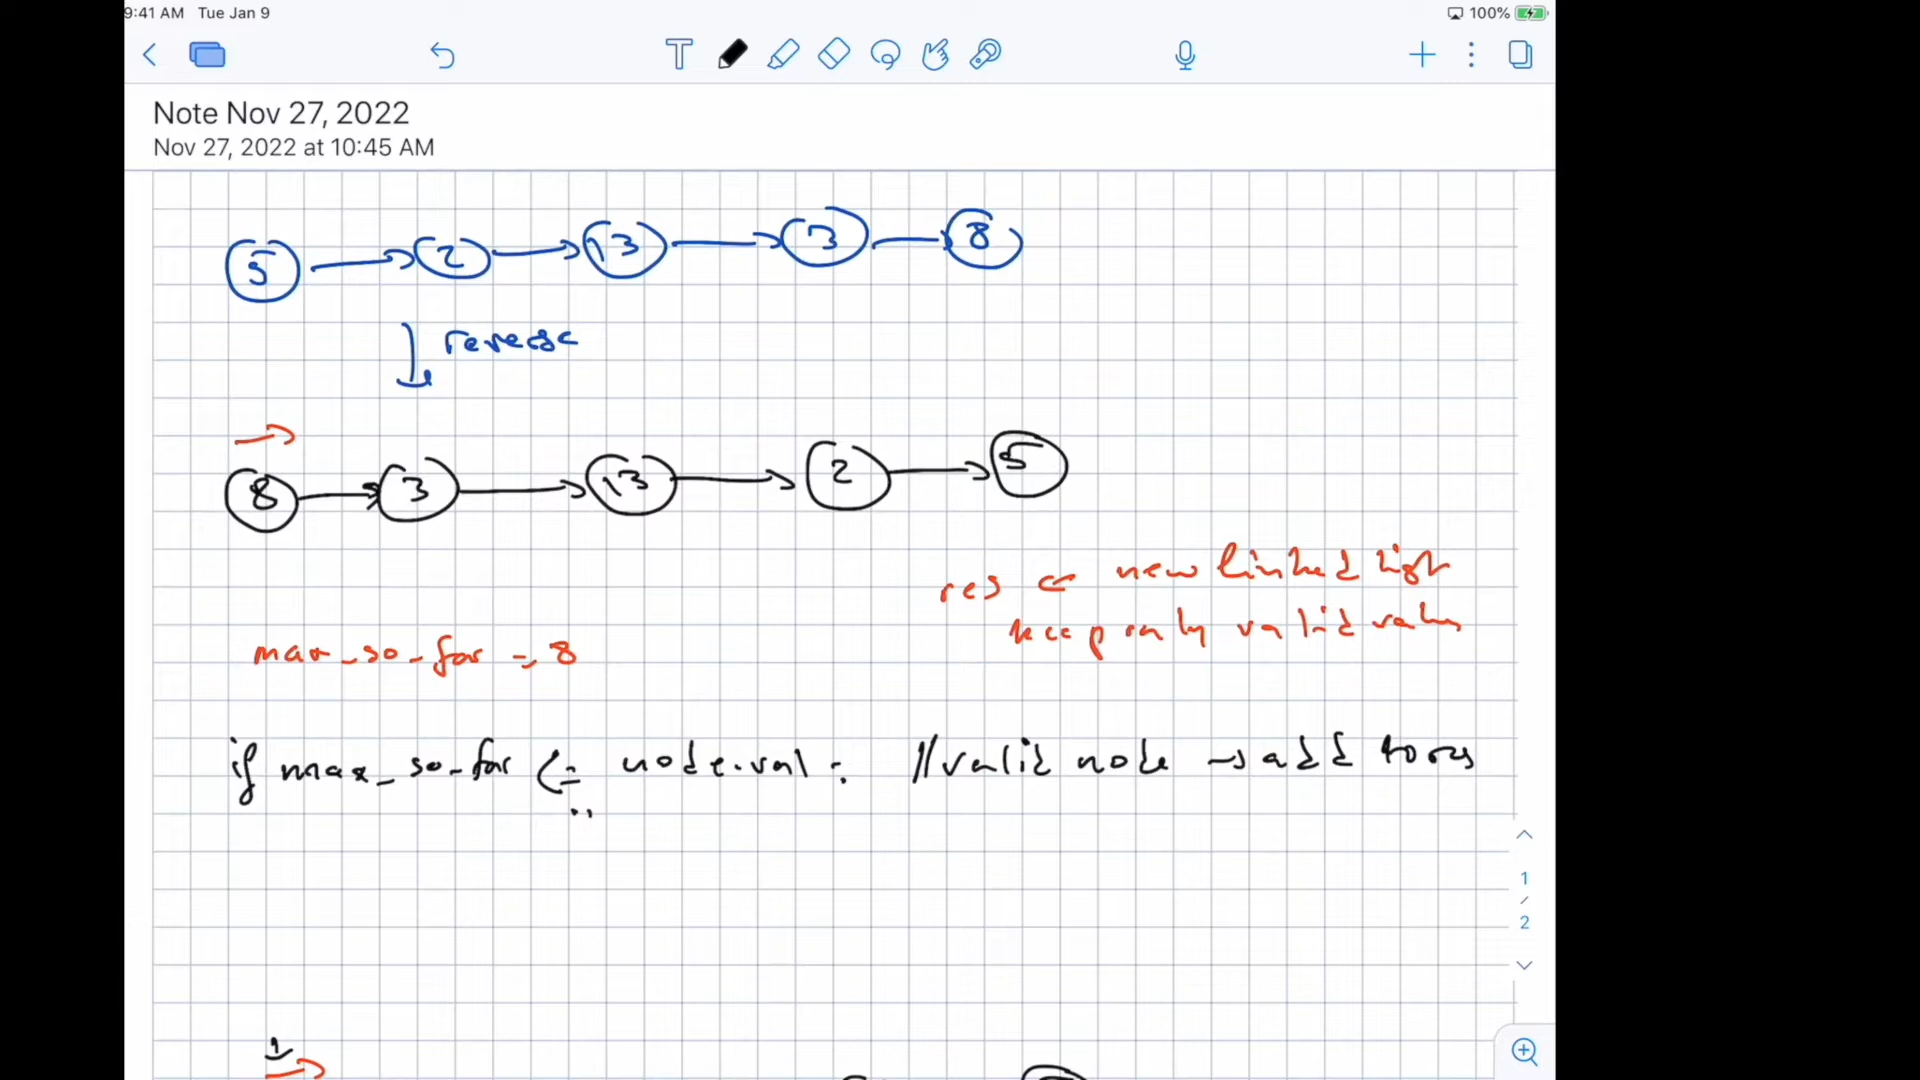 9:41 AM Tue Jan 9
100%
Note Nov 27, 2022
Nov 27, 2022 at 10:45 AM
5 2 13 3 8
reverse
8 3 13 2 5
res ← new linked list
keep only valid values
max_so_far = 8
if max_so_far <= node.val : //valid node → add to res
1
2
1